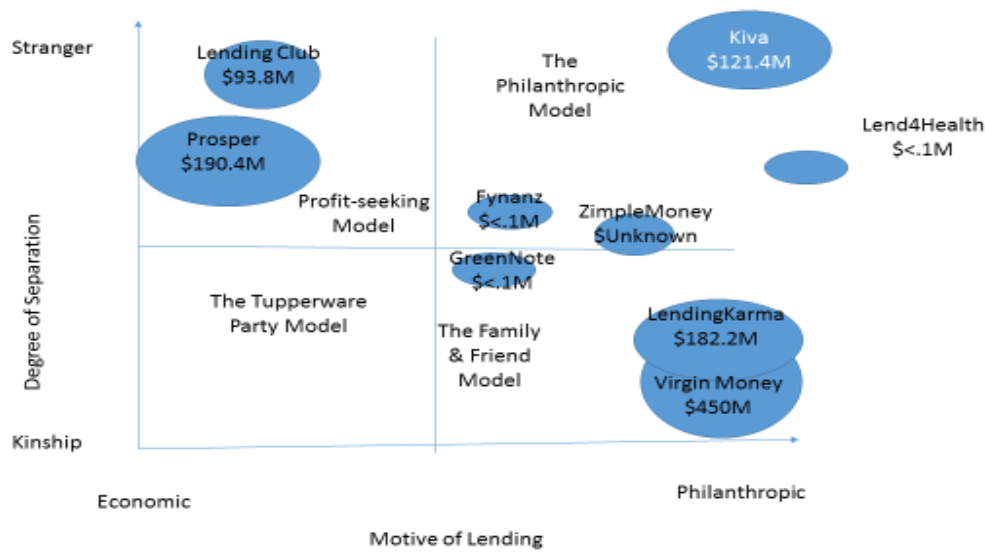 Stranger
Lending Club
$93.8M
Kiva
$121.4M
The
Philanthropic
Model
Lend4Health
$<.1M
Prosper
$190.4M
Profit-seeking
Model
Fynanz
$<.1M
ZimpleMoney
$Unknown
GreenNote
$<.1M
Degree of Separation
The Tupperware
Party Model
The Family
& Friend
Model
LendingKarma
$182.2M
Virgin Money
$450M
Kinship
Economic
Philanthropic
Motive of Lending